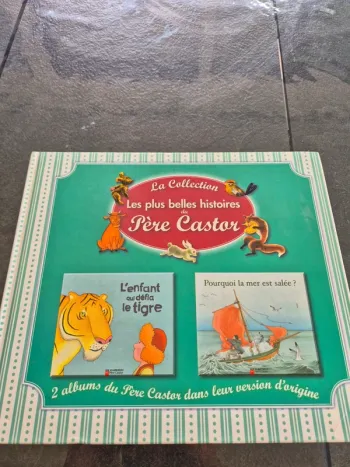 La Collection
Les plus belles histoires
du
Père Castor
L'enfant
qui défia
le tigre
Pourquoi la mer est salée ?
2 albums du Père Castor dans leur version d'origine